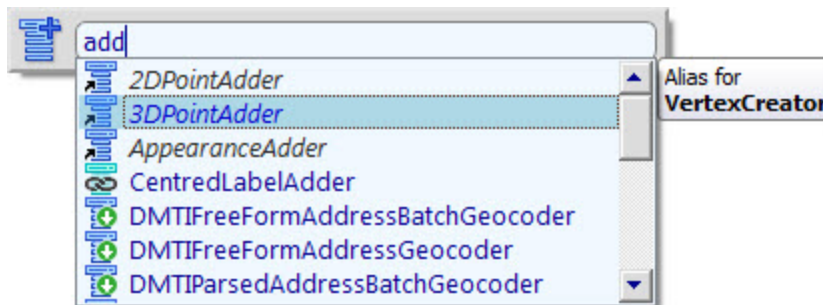 add
2DPointAdder
3DPointAdder
Alias for
VertexCreator
AppearanceAdder
CentredLabelAdder
DMTIFreeFormAddressBatchGeocoder
DMTIFreeFormAddressGeocoder
DMTIParsedAddressBatchGeocoder